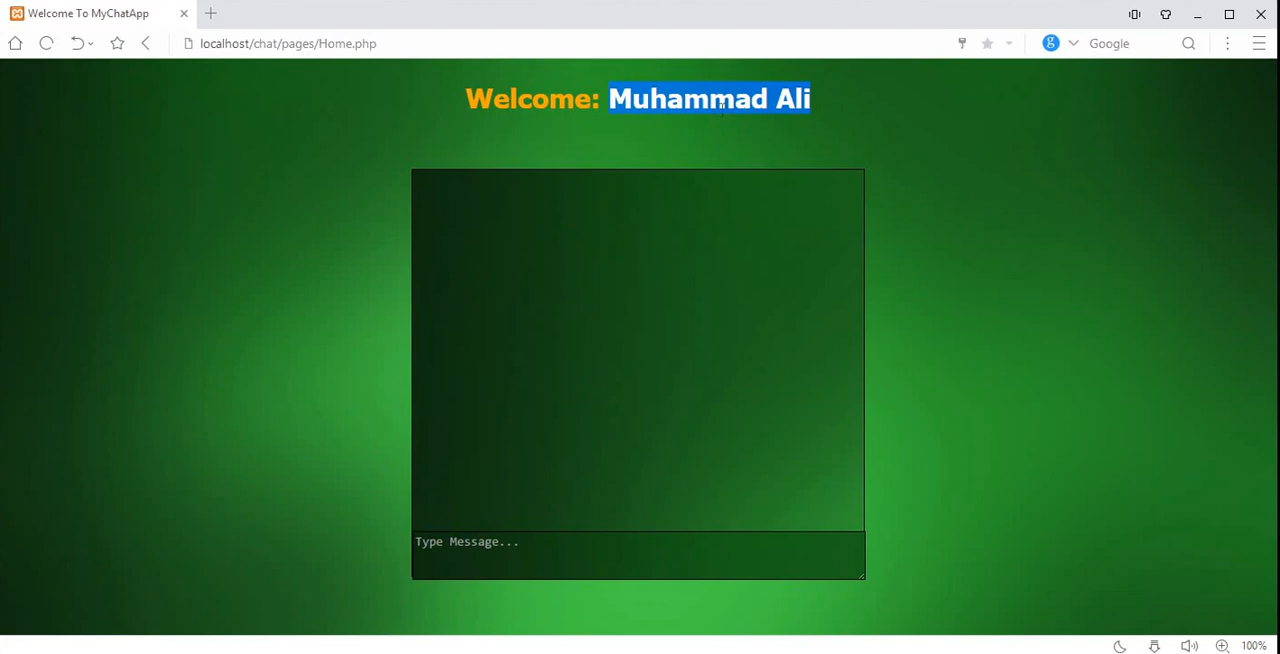 Welcome To MyChatApp
localhost/chat/pages/Home.php
Google
Welcome: Muhammad Ali
Type Message...
100%